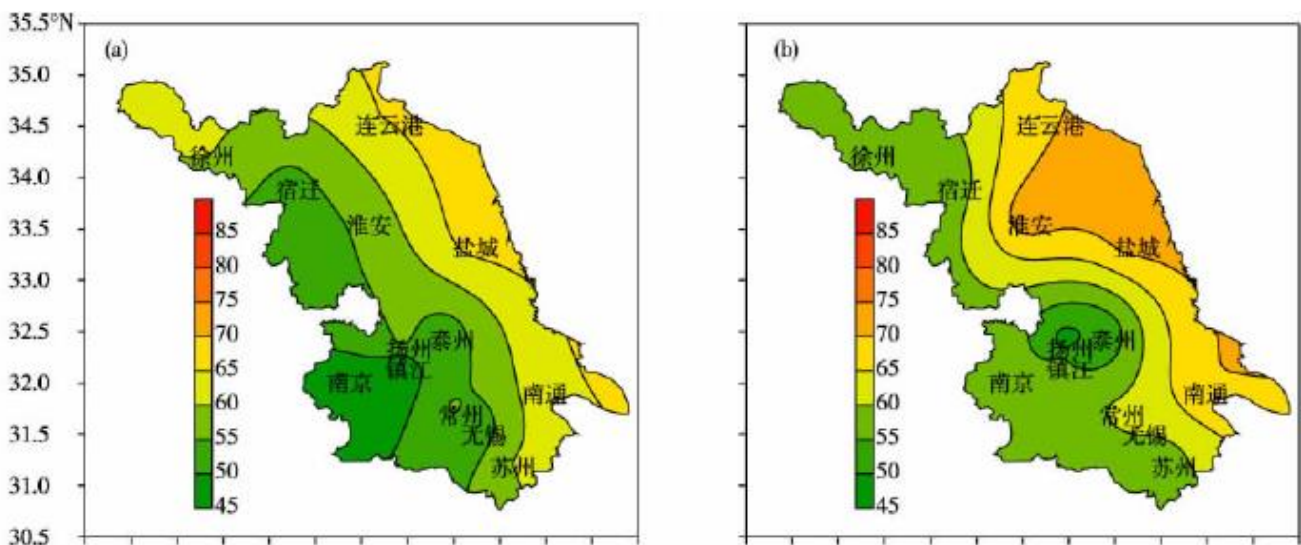 35.5°N
(a)
(b)
35.0
连云港
连云港
34.5
徐州
徐州
34.0
宿迁
宿迁
85
85
33.5
淮安
盐城
淮安
盐城
80
80
33.0
75
75
32.5
70
70
扬州
泰州
扬州
泰州
65
65
镇江
镇江
32.0
南京
南通
南京
南通
60
60
31.5
常州
常州
55
55
无锡
无锡
50
50
苏州
苏州
31.0
45
45
30.5